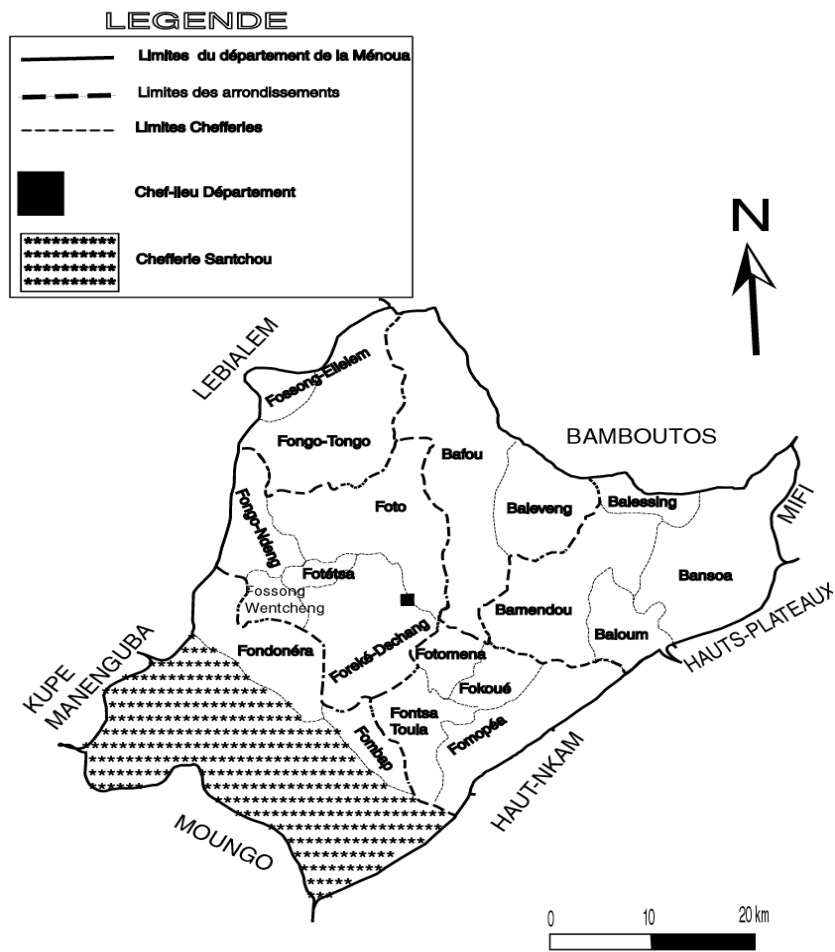 LEGENDE
Limites du département de la Ménoua
Limites des arrondissements
Limites Chefferies
Chef-lieu Département
Chefferie Santchou
N
LEBIALEM
Fossong-Ellelem
Fongo-Tongo
BAMBOUTOS
Bafou
Foto
Baleveng
Balessing
MIFI
Fongo-Ndeng
Fotétsa
Bansoa
Fossong
Wentcheng
Bamendou
HAUTS-PLATEAUX
Fondonéra
Foreké-Dschang
Fotomena
Baloum
KUPE
MANENGUBA
Fokoué
Fontsa
Toula
Fomopéa
Fombap
HAUT-NKAM
MOUNGO
0 10 20 km